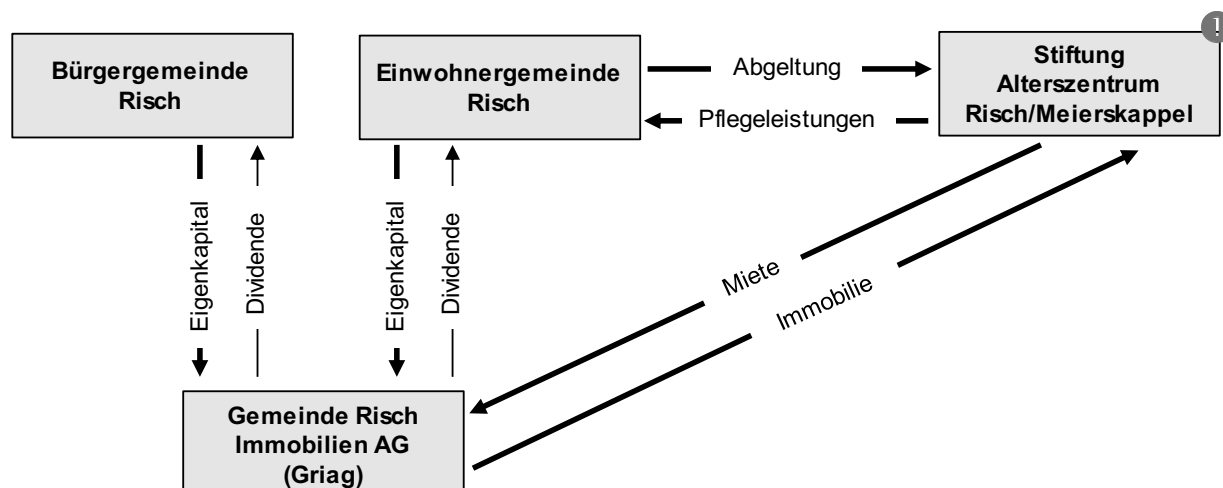 Bürgergemeinde
Risch
Einwohnergemeinde
Risch
Abgeltung
Pflegeleistungen
1
Stiftung
Alterszentrum
Risch/Meierskappel
Eigenkapital
Dividende
Eigenkapital
Dividende
Miete
Immobilie
Gemeinde Risch
Immobilien AG
(Griag)